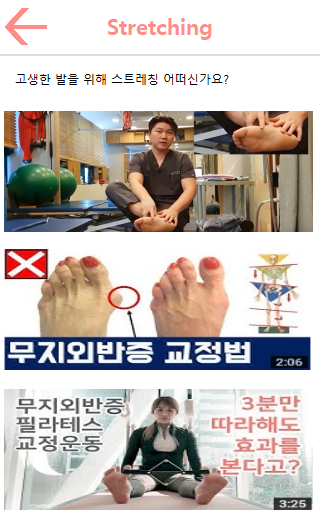 Stretching
고생한 발을 위해 스트레칭 어떠신가요?
무지외반증 교정법
2:06
무지외반증
필라테스
교정운동
3분만
따라해도
효과를
본다고?
3:25